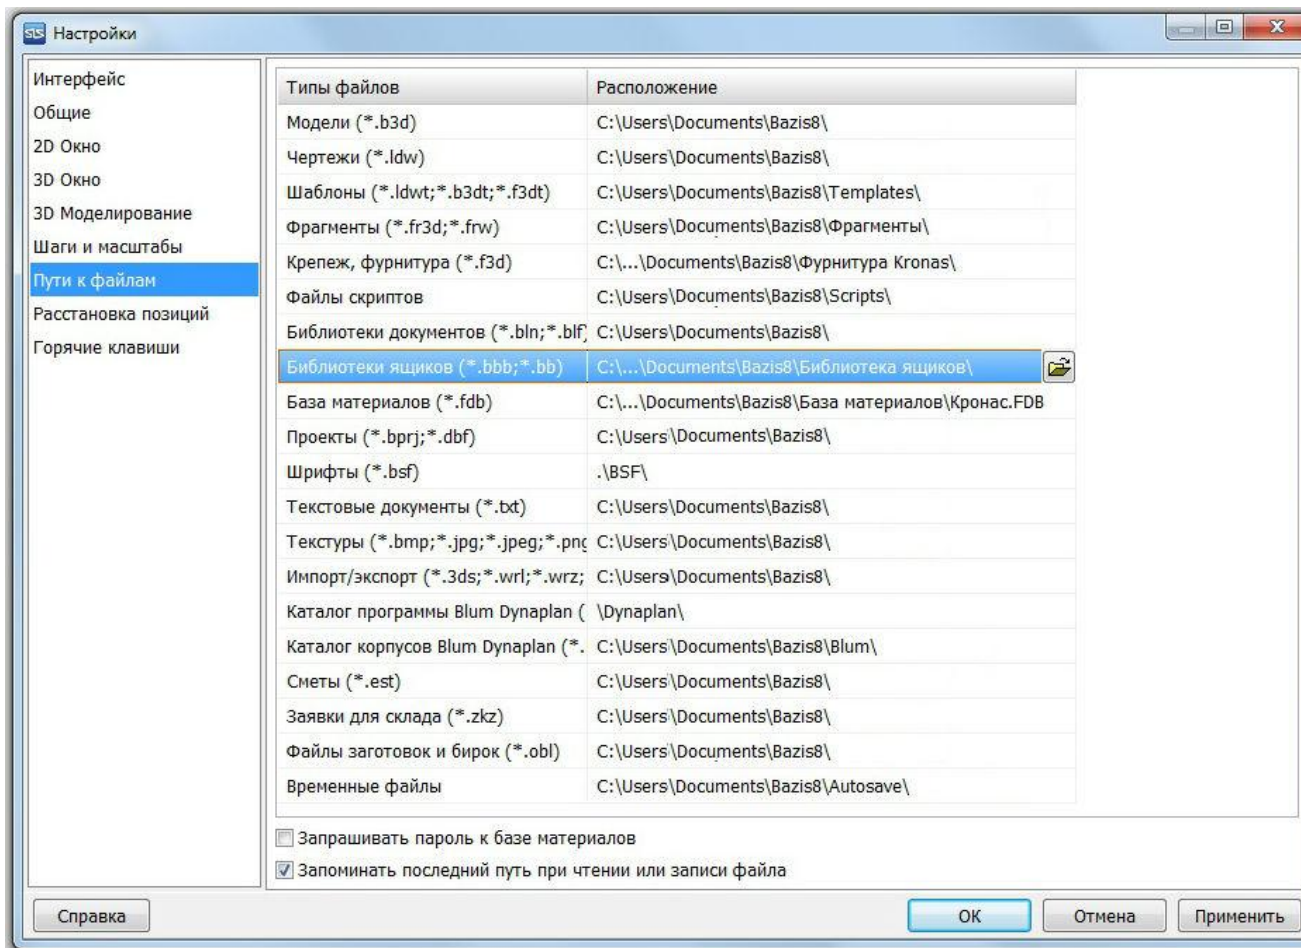 SLS Настройки
Интерфейс
Общие
2D Окно
3D Окно
3D Моделирование
Шаги и масштабы
Пути к файлам
Расстановка позиций
Горячие клавиши
Типы файлов Расположение
Модели (*.b3d) C:\Users\Documents\Bazis8\
Чертежи (*.ldw) C:\Users\Documents\Bazis8\
Шаблоны (*.ldwt;*.b3dt;*.f3dt) C:\Users\Documents\Bazis8\Templates\
Фрагменты (*.fr3d;*.frw) C:\Users\Documents\Bazis8\Фрагменты\
Крепеж, фурнитура (*.f3d) C:\...\Documents\Bazis8\Фурнитура Kronas\
Файлы скриптов C:\Users\Documents\Bazis8\Scripts\
Библиотеки документов (*.bln;*.blf) C:\Users\Documents\Bazis8\
Библиотеки ящиков (*.bbb;*.bb) C:\...\Documents\Bazis8\Библиотека ящиков\
База материалов (*.fdb) C:\...\Documents\Bazis8\База материалов\Кронас.FDB
Проекты (*.bprj;*.dbf) C:\Users\Documents\Bazis8\
Шрифты (*.bsf) .\BSF\
Текстовые документы (*.txt) C:\Users\Documents\Bazis8\
Текстуры (*.bmp;*.jpg;*.jpeg;*.png C:\Users\Documents\Bazis8\
Импорт/экспорт (*.3ds;*.wrl;*.wrz; C:\Users\Documents\Bazis8\
Каталог программы Blum Dynaplan ( \Dynaplan\
Каталог корпусов Blum Dynaplan (*. C:\Users\Documents\Bazis8\Blum\
Сметы (*.est) C:\Users\Documents\Bazis8\
Заявки для склада (*.zkz) C:\Users\Documents\Bazis8\
Файлы заготовок и бирок (*.obl) C:\Users\Documents\Bazis8\
Временные файлы C:\Users\Documents\Bazis8\Autosave\
Запрашивать пароль к базе материалов
Запоминать последний путь при чтении или записи файла
Справка OK Отмена Применить